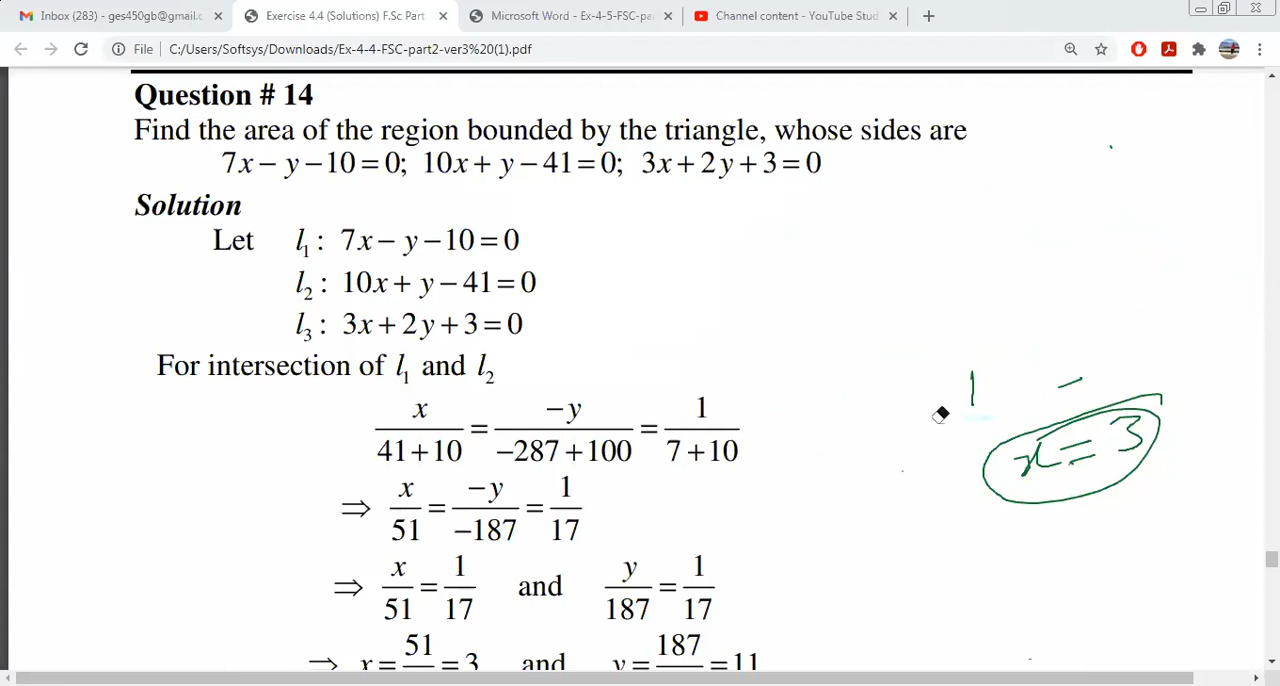 Inbox (283) - ges450gb@gmail.c
Exercise 4.4 (Solutions) F.Sc Part
Microsoft Word - Ex-4-5-FSC-pa
Channel content - YouTube Stud
File | C:/Users/Softsys/Downloads/Ex-4-4-FSC-part2-ver3%20(1).pdf
Question # 14
Find the area of the region bounded by the triangle, whose sides are
7x − y − 10 = 0; 10x + y − 41 = 0; 3x + 2y + 3 = 0
Solution
Let l₁ : 7x − y − 10 = 0
l₂ : 10x + y − 41 = 0
l₃ : 3x + 2y + 3 = 0
For intersection of l₁ and l₂
x/(41+10) = −y/(−287+100) = 1/(7+10)
⇒ x/51 = −y/−187 = 1/17
x = 3
⇒ x/51 = 1/17 and y/187 = 1/17
⇒ x = 51 = 3 and y = 187 = 11